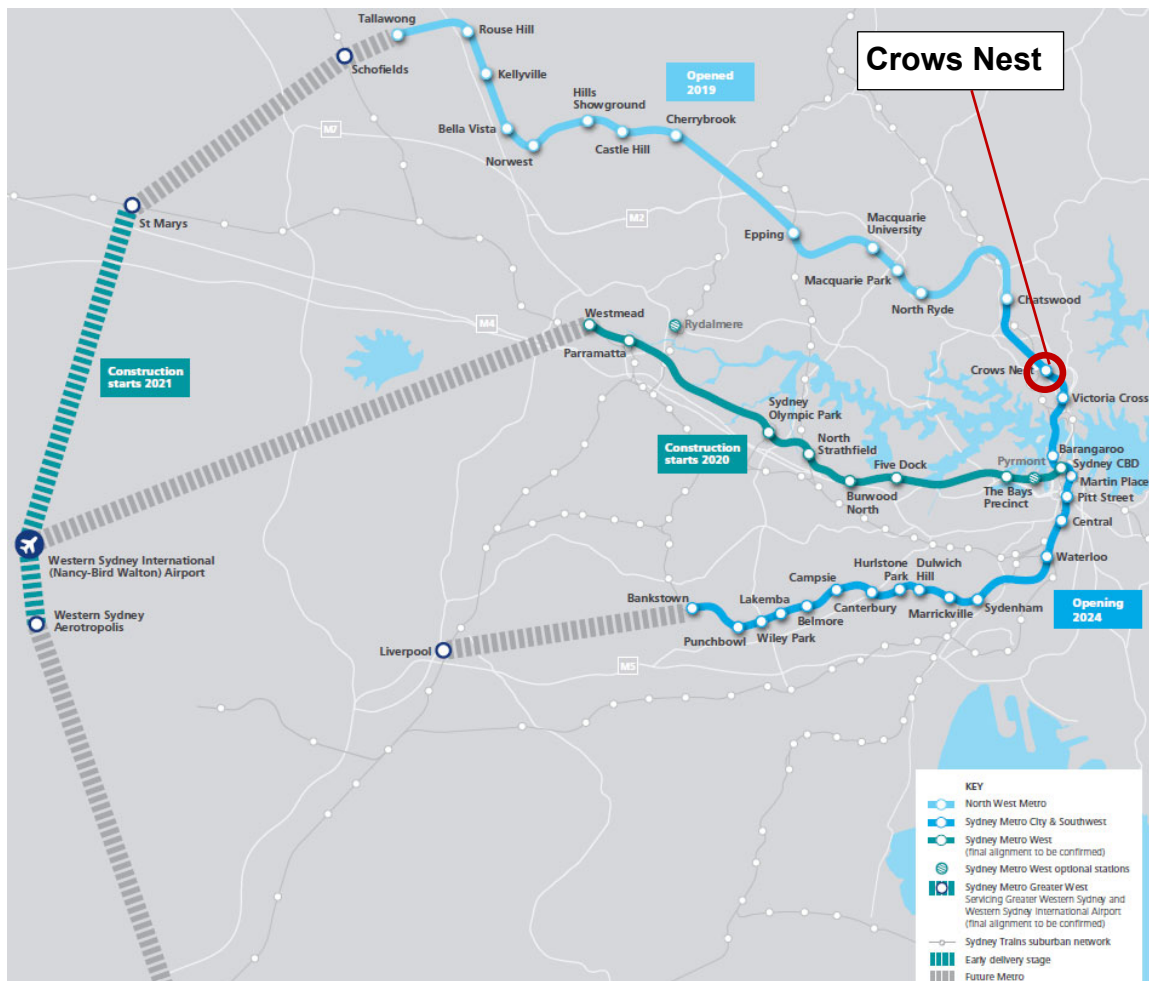 Tallawong
Rouse Hill
Schofields
Kellyville
Opened
2019
Crows Nest
Hills
Showground
Cherrybrook
M7
Bella Vista
Castle Hill
Norwest
St Marys
M2
Macquarie
University
Epping
Macquarie Park
North Ryde
Chatswood
Westmead
M4
Rydalmere
Parramatta
Construction
starts 2021
Crows Nest
Victoria Cross
Sydney
Olympic Park
Construction
starts 2020
North
Strathfield
Five Dock
Burwood
North
Pyrmont
The Bays
Precinct
Barangaroo
Sydney CBD
Martin Place
Pitt Street
Central
Waterloo
Western Sydney International
(Nancy-Bird Walton) Airport
Western Sydney
Aerotropolis
Liverpool
Bankstown
Punchbowl
Wiley Park
Lakemba
Belmore
Campsie
Canterbury
Hurlstone
Park
Dulwich
Hill
Marrickville
Sydenham
Opening
2024
M5
KEY
North West Metro
Sydney Metro City & Southwest
Sydney Metro West
(final alignment to be confirmed)
Sydney Metro West optional stations
Sydney Metro Greater West
Servicing Greater Western Sydney and
Western Sydney International Airport
(final alignment to be confirmed)
Sydney Trains suburban network
Early delivery stage
Future Metro